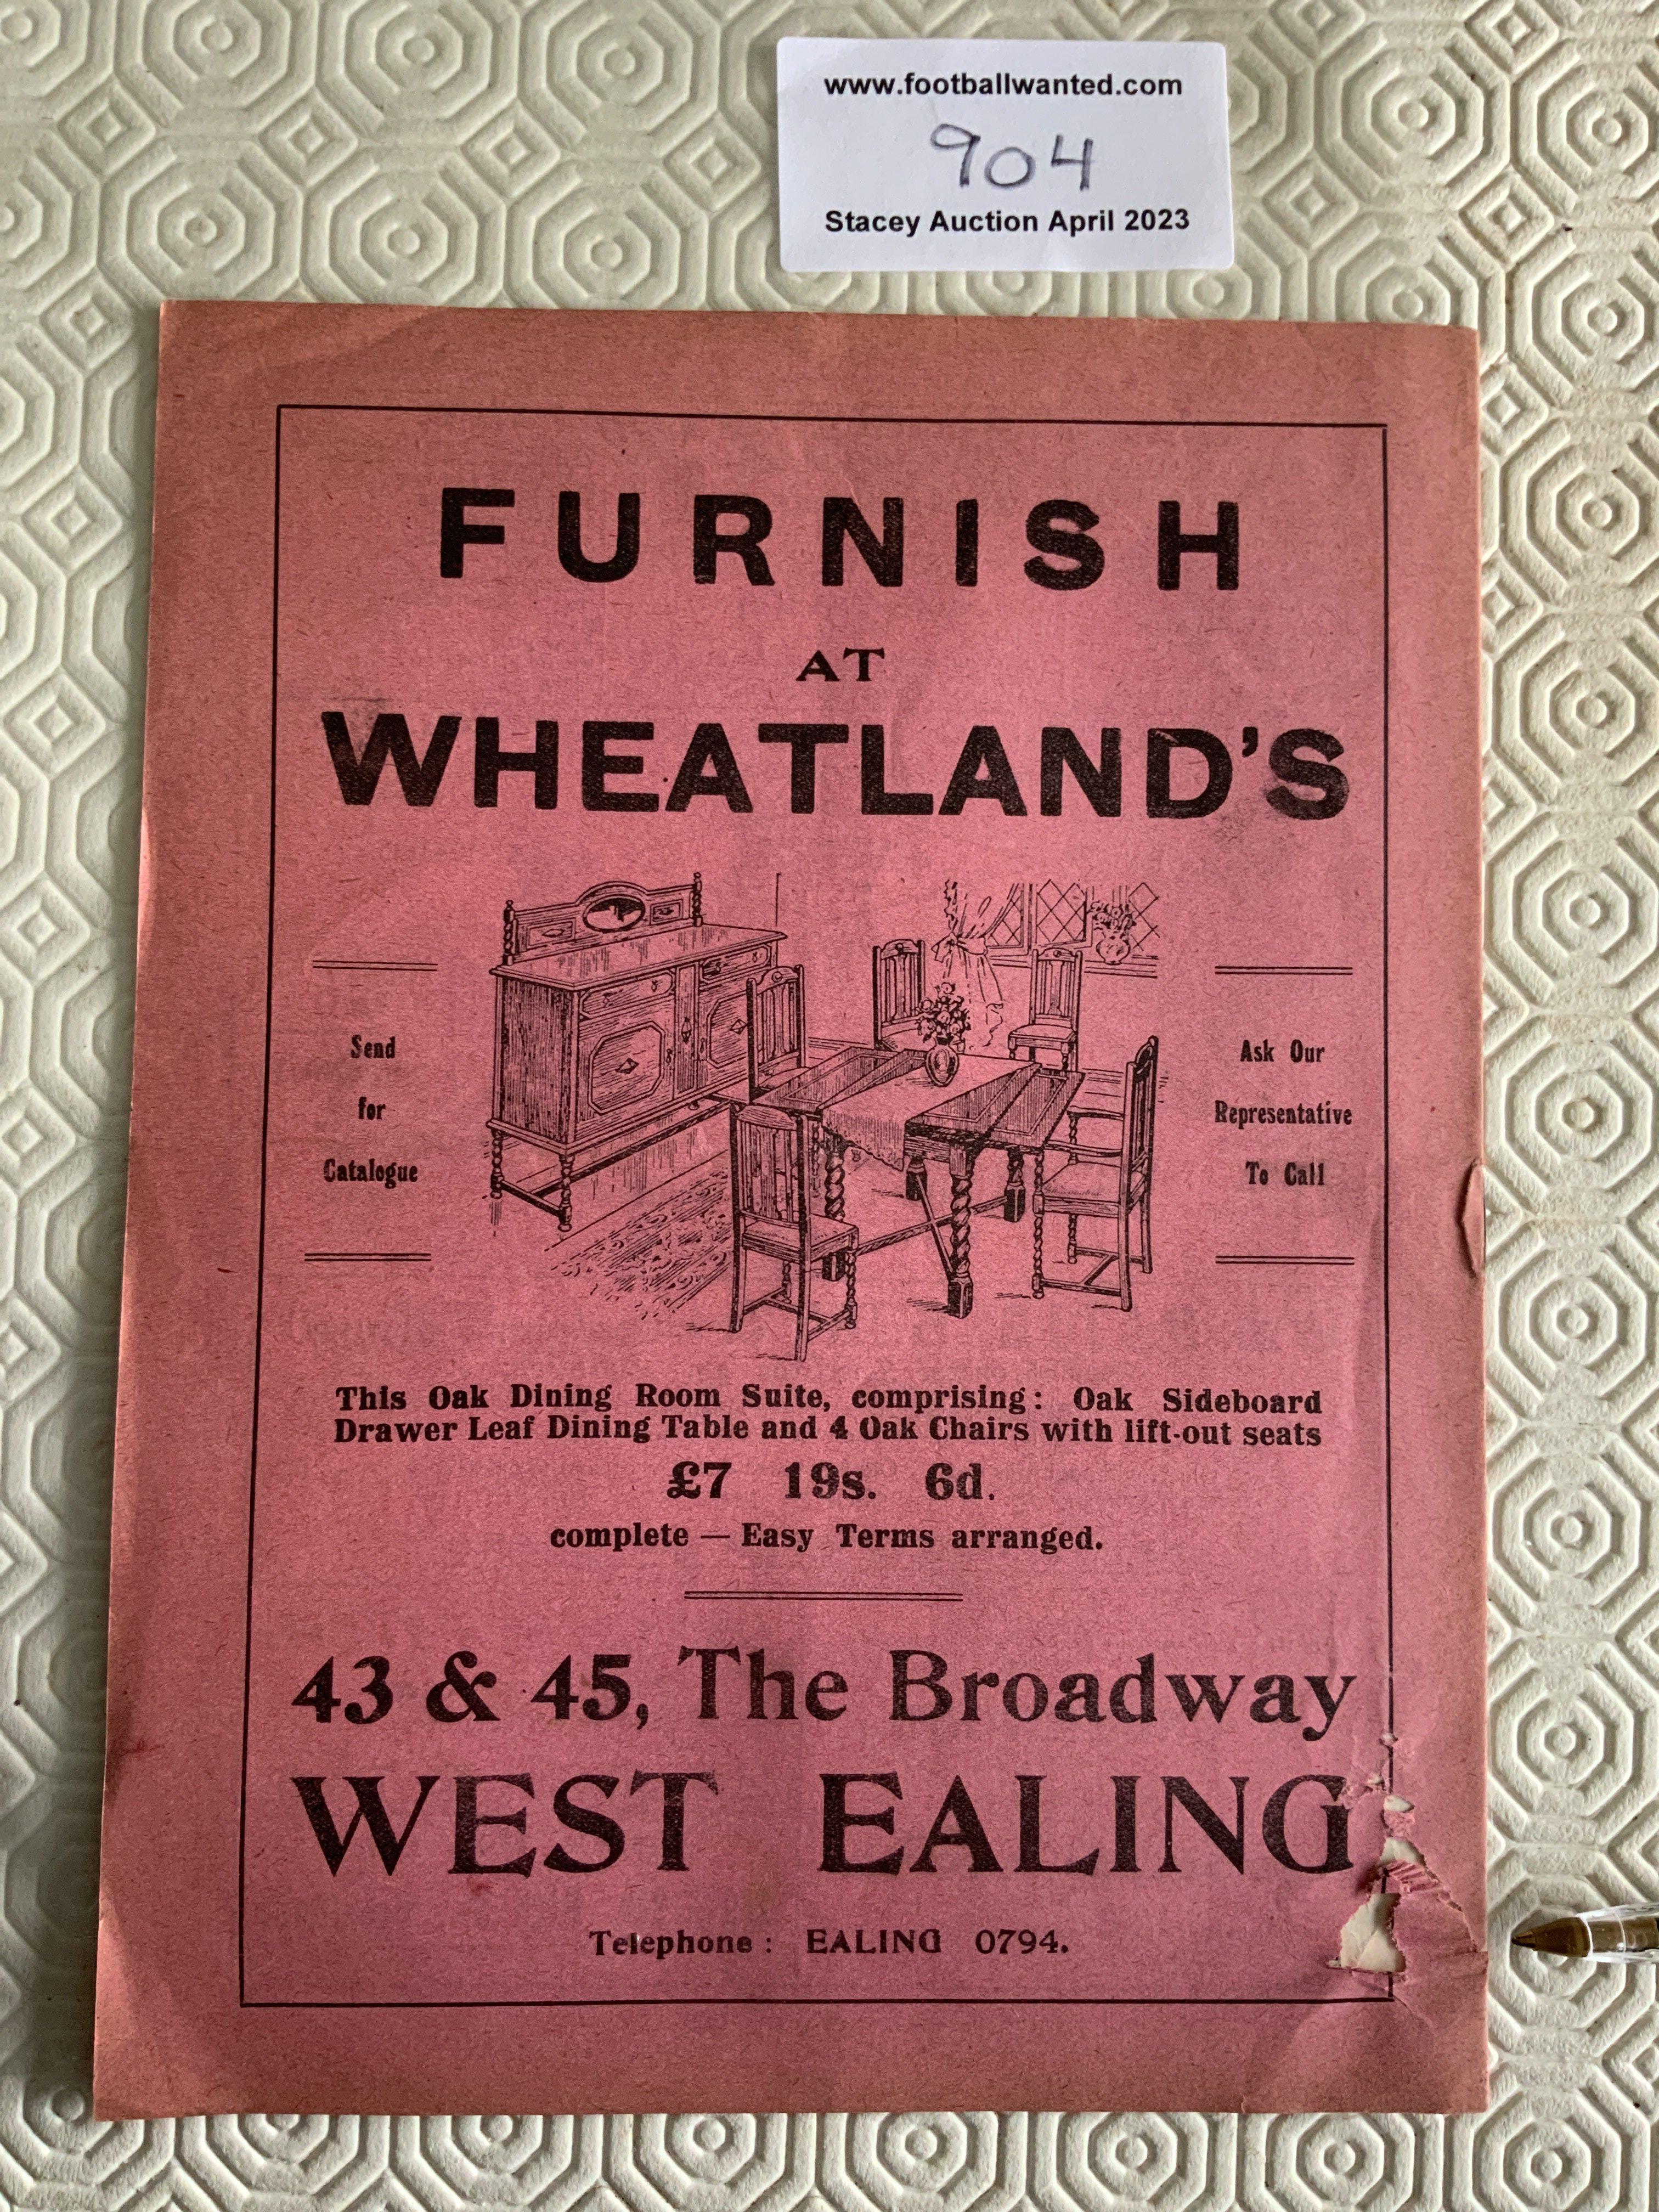 www.footballwanted.com
904
Stacey Auction April 2023
FURNISH
AT
WHEATLAND'S
Send
for
Catalogue
Ask Our
Representative
To Call
This Oak Dining Room Suite, comprising: Oak Sideboard
Drawer Leaf Dining Table and 4 Oak Chairs with lift-out seats
£7 19s. 6d.
complete — Easy Terms arranged.
43 & 45, The Broadway
WEST EALING
Telephone: EALING 0794.